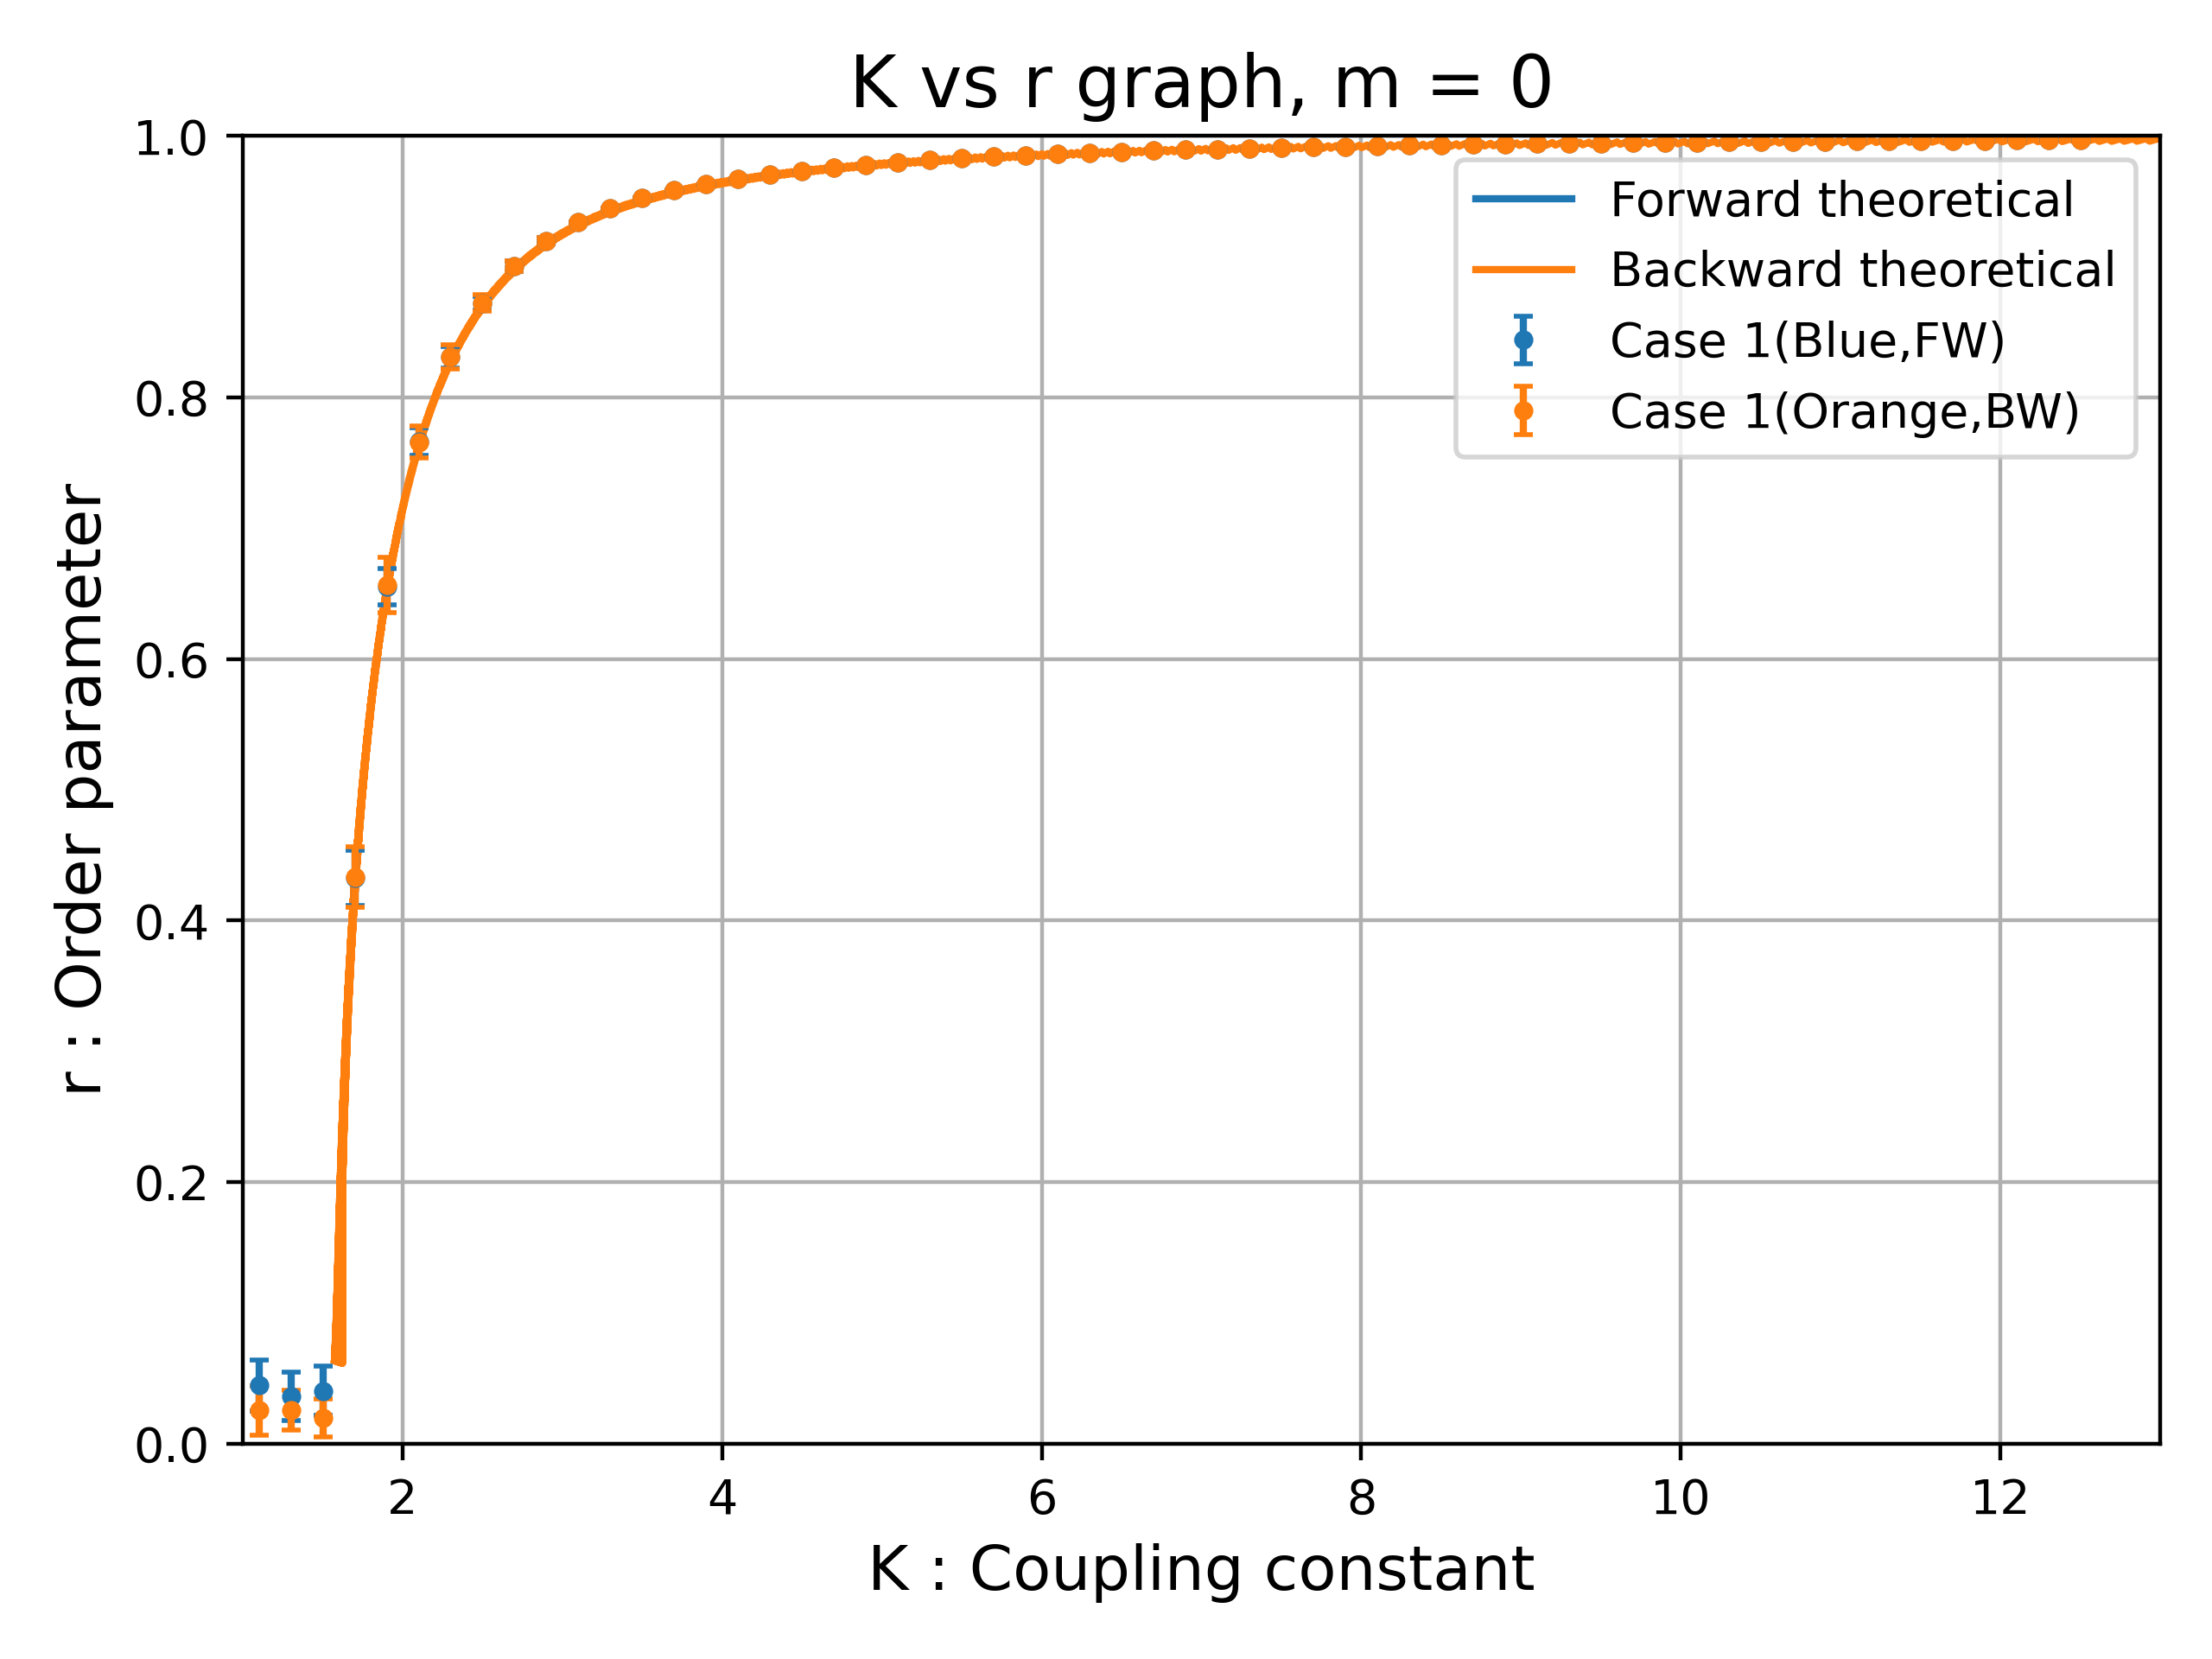 K vs r graph, m = 0
1.0
0.8
0.6
0.4
0.2
0.0
r : Order parameter
Forward theoretical
Backward theoretical
Case 1(Blue,FW)
Case 1(Orange,BW)
2 4 6 8 10 12
K : Coupling constant